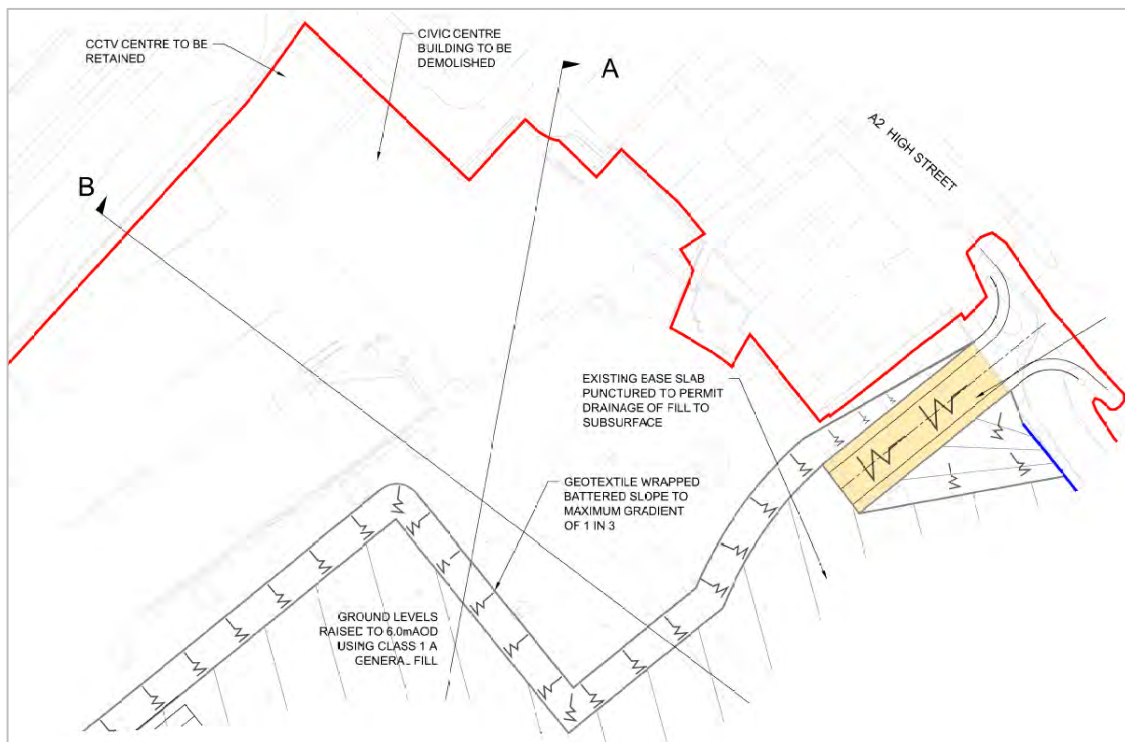 CCTV CENTRE TO BE
RETAINED
CIVIC CENTRE
BUILDING TO BE
DEMOLISHED
A
A2 HIGH STREET
B
EXISTING EASE SLAB
PUNCTURED TO PERMIT
DRAINAGE OF FILL TO
SUBSURFACE
GEOTEXTILE WRAPPED
BATTERED SLOPE TO
MAXIMUM GRADIENT
OF 1 IN 3
GROUND LEVELS
RAISED TO 6.0mAOD
USING CLASS 1 A
GENERAL FILL